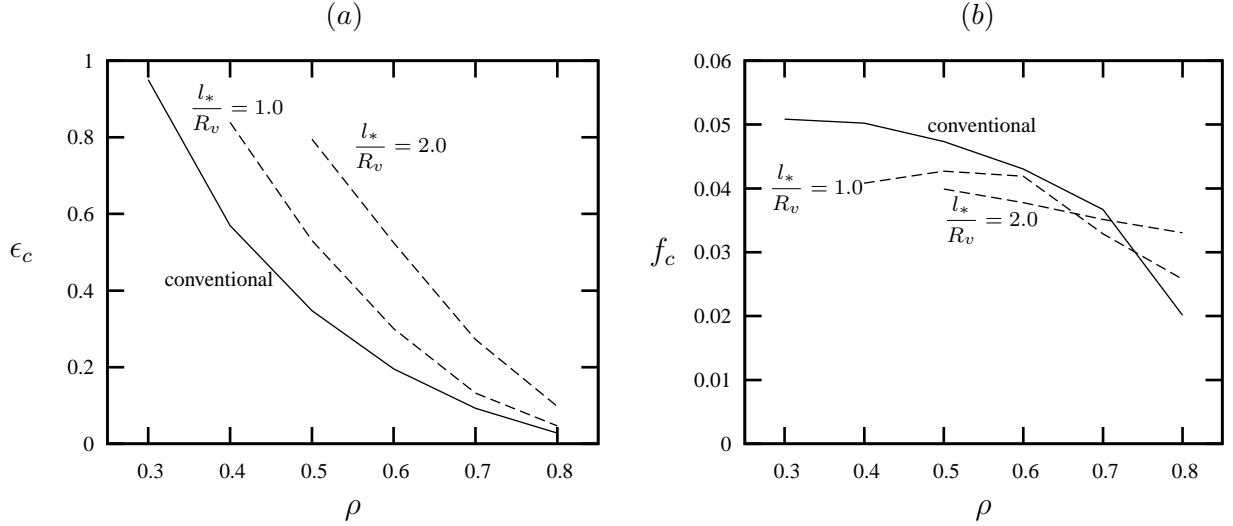 (a)
1
0.8
0.6
0.4
0.2
0
ϵ_c
l_*/R_v = 1.0
l_*/R_v = 2.0
conventional
0.3 0.4 0.5 0.6 0.7 0.8
ρ
(b)
0.06
0.05
0.04
0.03
0.02
0.01
0
f_c
conventional
l_*/R_v = 1.0
l_*/R_v = 2.0
0.3 0.4 0.5 0.6 0.7 0.8
ρ